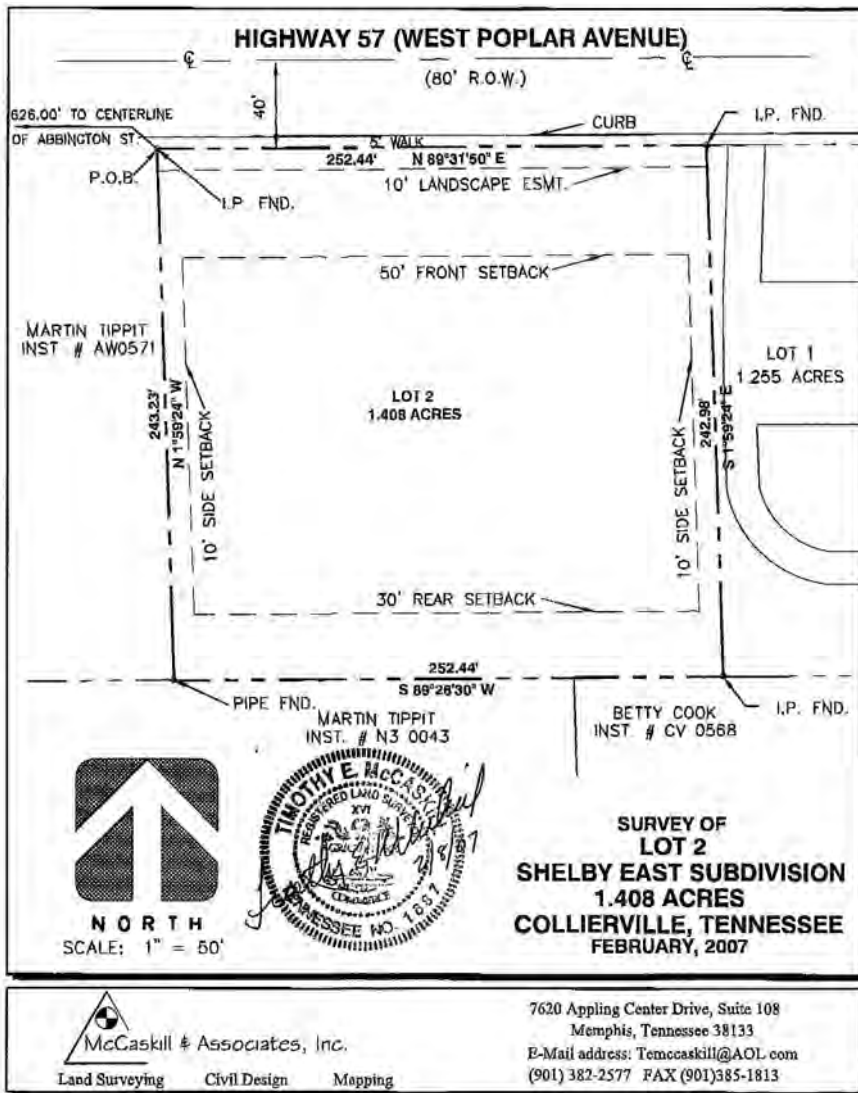 HIGHWAY 57 (WEST POPLAR AVENUE)
℄ ℄
(80' R.O.W.)
40'
626.00' TO CENTERLINE
OF ABBINGTON ST.
CURB
I.P. FND.
5' WALK
252.44' N 89°31'50" E
P.O.B.
I.P. FND.
10' LANDSCAPE ESMT.
50' FRONT SETBACK
MARTIN TIPPIT
INST # AW0571
LOT 1
1.255 ACRES
LOT 2
1.408 ACRES
243.23'
N 1°59'24" W
10' SIDE SETBACK
10' SIDE SETBACK
242.98'
S 1°59'24" E
30' REAR SETBACK
252.44'
S 89°28'30" W
PIPE FND.
I.P. FND.
MARTIN TIPPIT
INST. # N3 0043
BETTY COOK
INST # CV 0568
TIMOTHY E. McCASKILL
REGISTERED LAND SURVEYOR
XVI
COMMERCE
TENNESSEE NO. 1887
2/8/07
NORTH
SCALE: 1" = 50'
SURVEY OF
LOT 2
SHELBY EAST SUBDIVISION
1.408 ACRES
COLLIERVILLE, TENNESSEE
FEBRUARY, 2007
McCaskill & Associates, Inc.
Land Surveying Civil Design Mapping
7620 Appling Center Drive, Suite 108
Memphis, Tennessee 38133
E-Mail address: Temccaskill@AOL.com
(901) 382-2577 FAX (901)385-1813